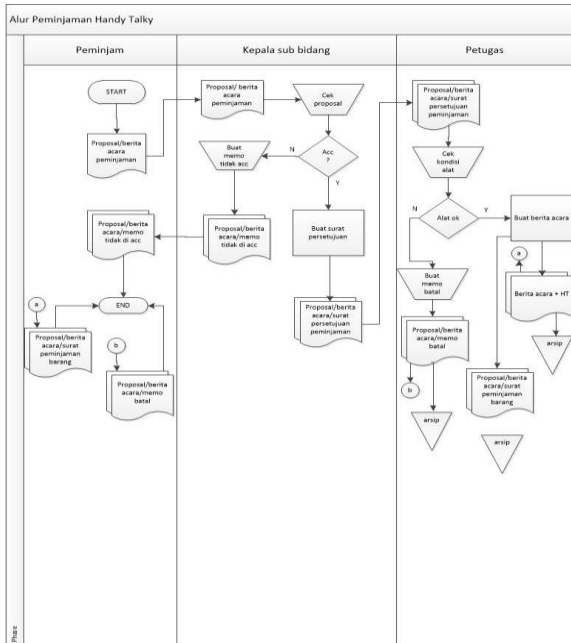 Alur Peminjaman Handy Talky
Peminjam
Kepala sub bidang
Petugas
START
Proposal/berita
acara
peminjaman
Proposal/berita
acara/memo
tidak di acc
END
a
Proposal/berita
acara/surat
peminjaman
barang
b
Proposal/berita
acara/memo
batal
Proposal/ berita
acara
peminjaman
Cek
proposal
Acc
?
N
Y
Buat
memo
tidak acc
Proposal/berita
acara/memo
tidak di acc
Buat surat
persetujuan
Proposal/berita
acara/surat
persetujuan
peminjaman
Proposal/berita
acara/surat
persetujuan
peminjaman
Cek
kondisi
alat
Alat ok
N
Y
Buat berita acara
a
Berita acara + HT
arsip
Buat
memo
batal
Proposal/berita
acara/memo
batal
b
arsip
Proposal/berita
acara/surat
peminjaman
barang
arsip
Phase